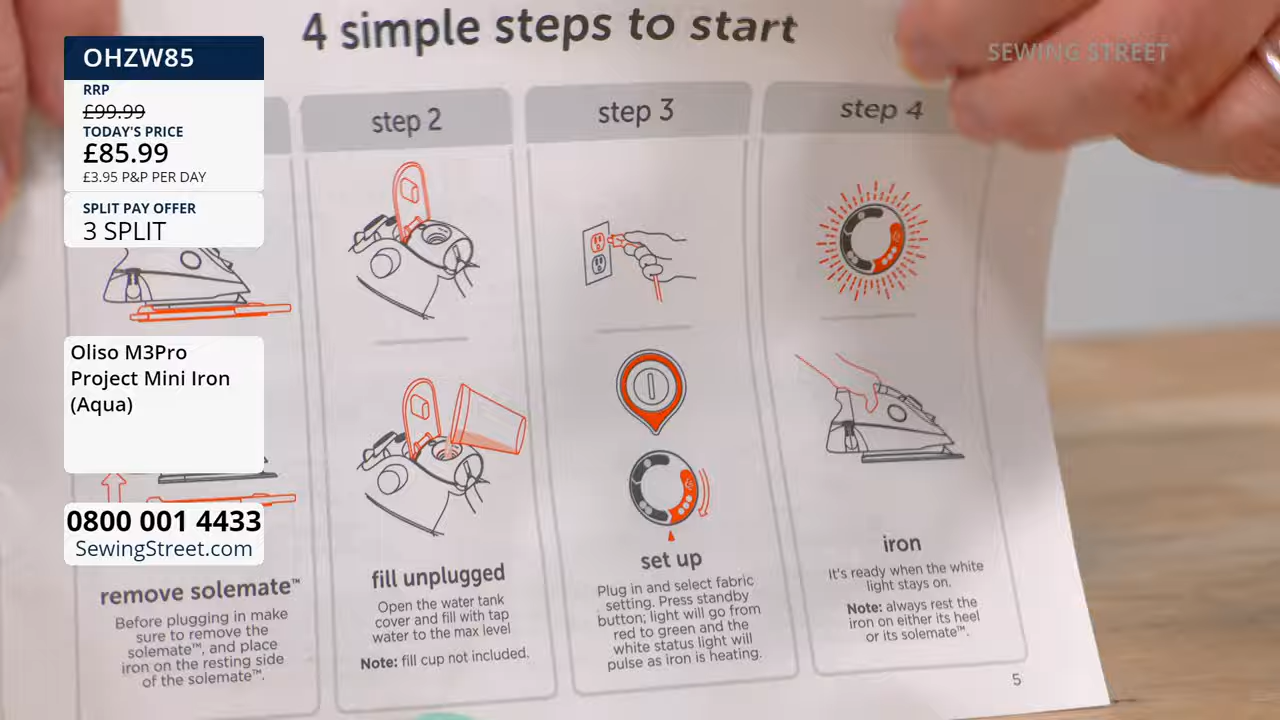 4 simple steps to start
SEWING STREET
OHZW85
RRP
£99.99
TODAY'S PRICE
£85.99
£3.95 P&P PER DAY
SPLIT PAY OFFER
3 SPLIT
Oliso M3Pro
Project Mini Iron
(Aqua)
0800 001 4433
SewingStreet.com
remove solemate™
Before plugging in make
sure to remove the
solemate™, and place
iron on the resting side
of the solemate™.
step 2
fill unplugged
Open the water tank
cover and fill with tap
water to the max level
Note: fill cup not included.
step 3
set up
Plug in and select fabric
setting. Press standby
button; light will go from
red to green and the
white status light will
pulse as iron is heating.
step 4
iron
It's ready when the white
light stays on.
Note: always rest the
iron on either its heel
or its solemate™.
5